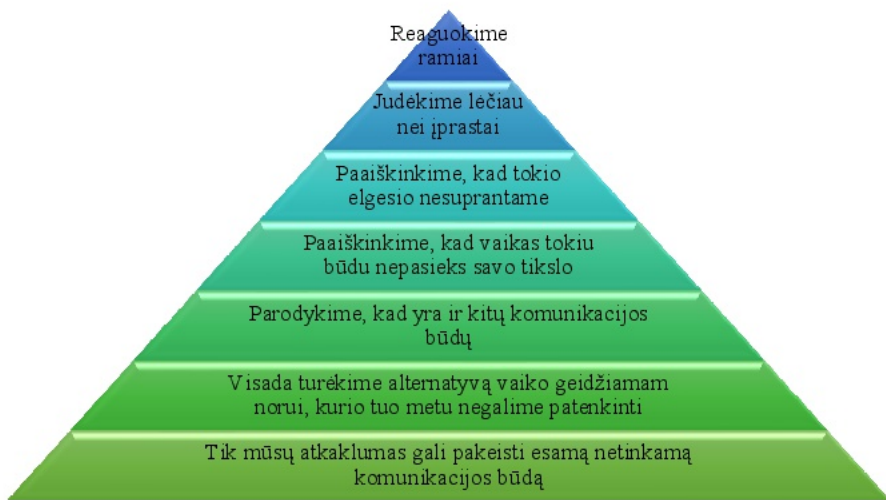 Reaguokime
ramiai
Judėkime lėčiau
nei įprastai
Paaiškinkime, kad tokio
elgesio nesuprantame
Paaiškinkime, kad vaikas tokiu
būdu nepasieks savo tikslo
Parodykime, kad yra ir kitų komunikacijos
būdų
Visada turėkime alternatyvą vaiko geidžiamam
norui, kurio tuo metu negalime patenkinti
Tik mūsų atkaklumas gali pakeisti esamą netinkamą
komunikacijos būdą